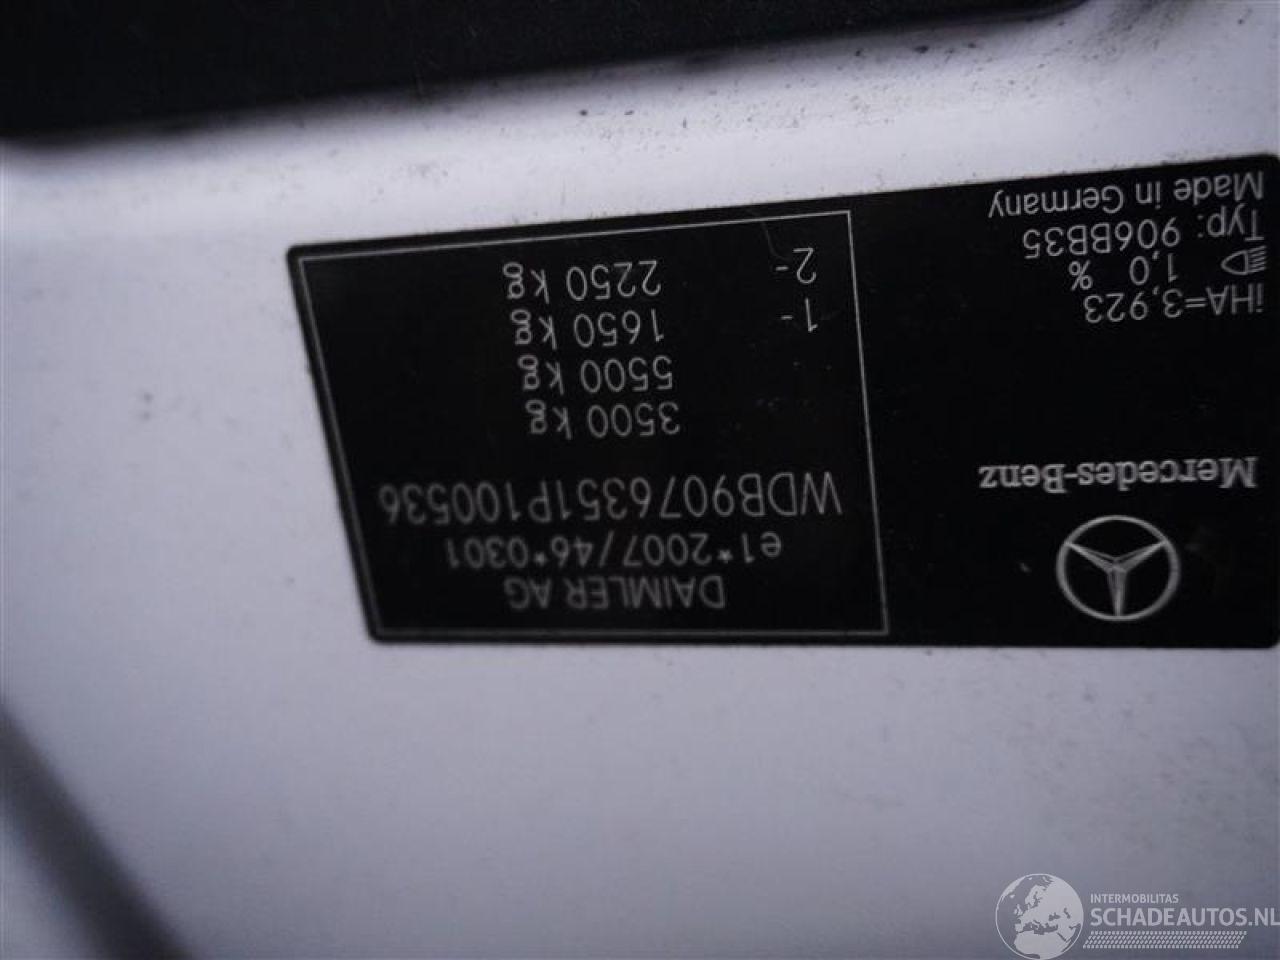 Mercedes-Benz
iHA=3,923
1,0 %
Typ: 906BB35
Made in Germany
DAIMLER AG
e1*2007/46*0301
WDB9076351P100536
3500 kg
5500 kg
1- 1650 kg
2- 2250 kg
INTERMOBILITAS
SCHADEAUTOS.NL